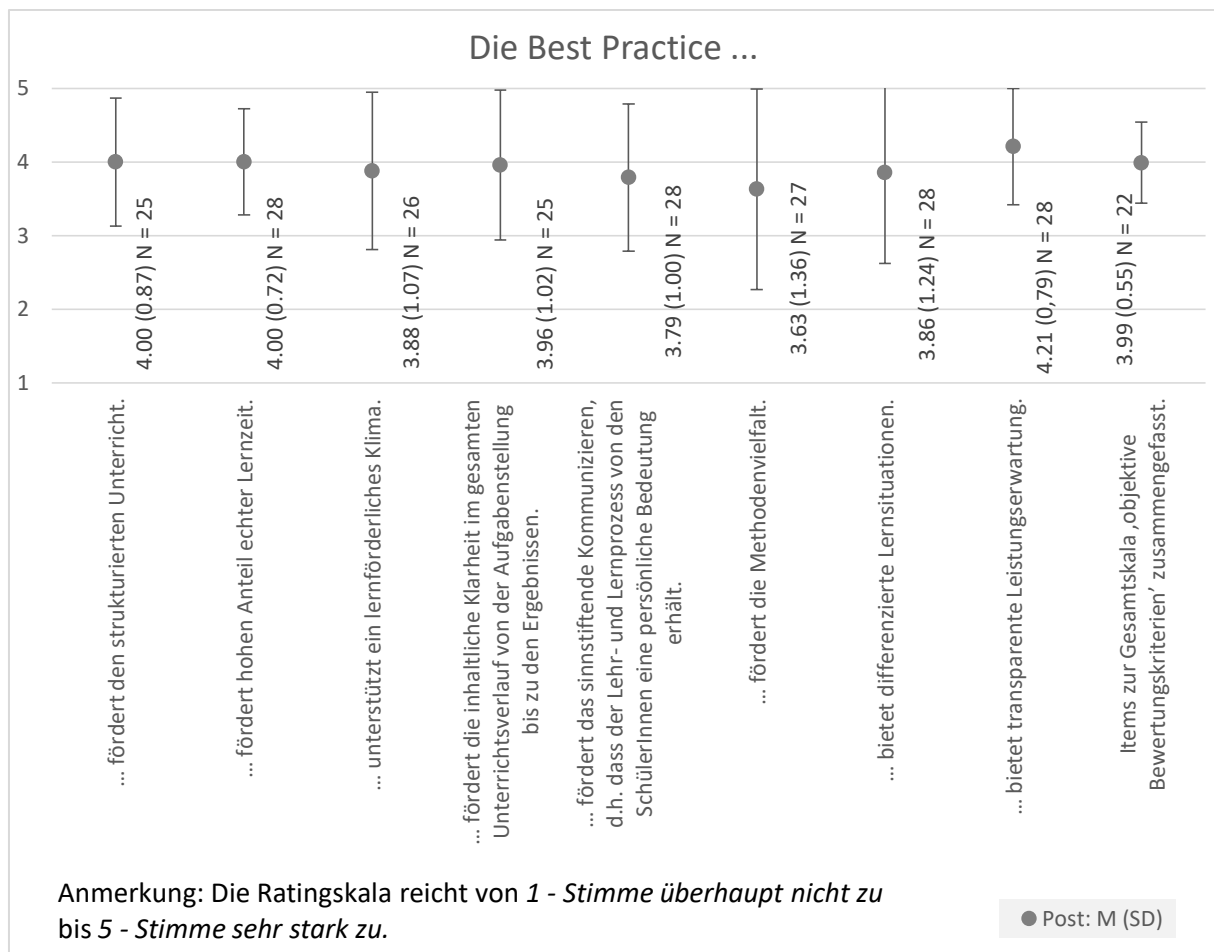 Die Best Practice ...
5
4
3
2
1
4.00 (0.87) N = 25
4.00 (0.72) N = 28
3.88 (1.07) N = 26
3.96 (1.02) N = 25
3.79 (1.00) N = 28
3.63 (1.36) N = 27
3.86 (1.24) N = 28
4.21 (0,79) N = 28
3.99 (0.55) N = 22
... fördert den strukturierten Unterricht.
... fördert hohen Anteil echter Lernzeit.
... unterstützt ein lernförderliches Klima.
... fördert die inhaltliche Klarheit im gesamten
Unterrichtsverlauf von der Aufgabenstellung
bis zu den Ergebnissen.
... fördert das sinnstiftende Kommunizieren,
d.h. dass der Lehr- und Lernprozess von den
SchülerInnen eine persönliche Bedeutung
erhält.
... fördert die Methodenvielfalt.
... bietet differenzierte Lernsituationen.
... bietet transparente Leistungserwartung.
Items zur Gesamtskala ‚objektive
Bewertungskriterien’ zusammengefasst.
Anmerkung: Die Ratingskala reicht von 1 - Stimme überhaupt nicht zu
bis 5 - Stimme sehr stark zu.
Post: M (SD)